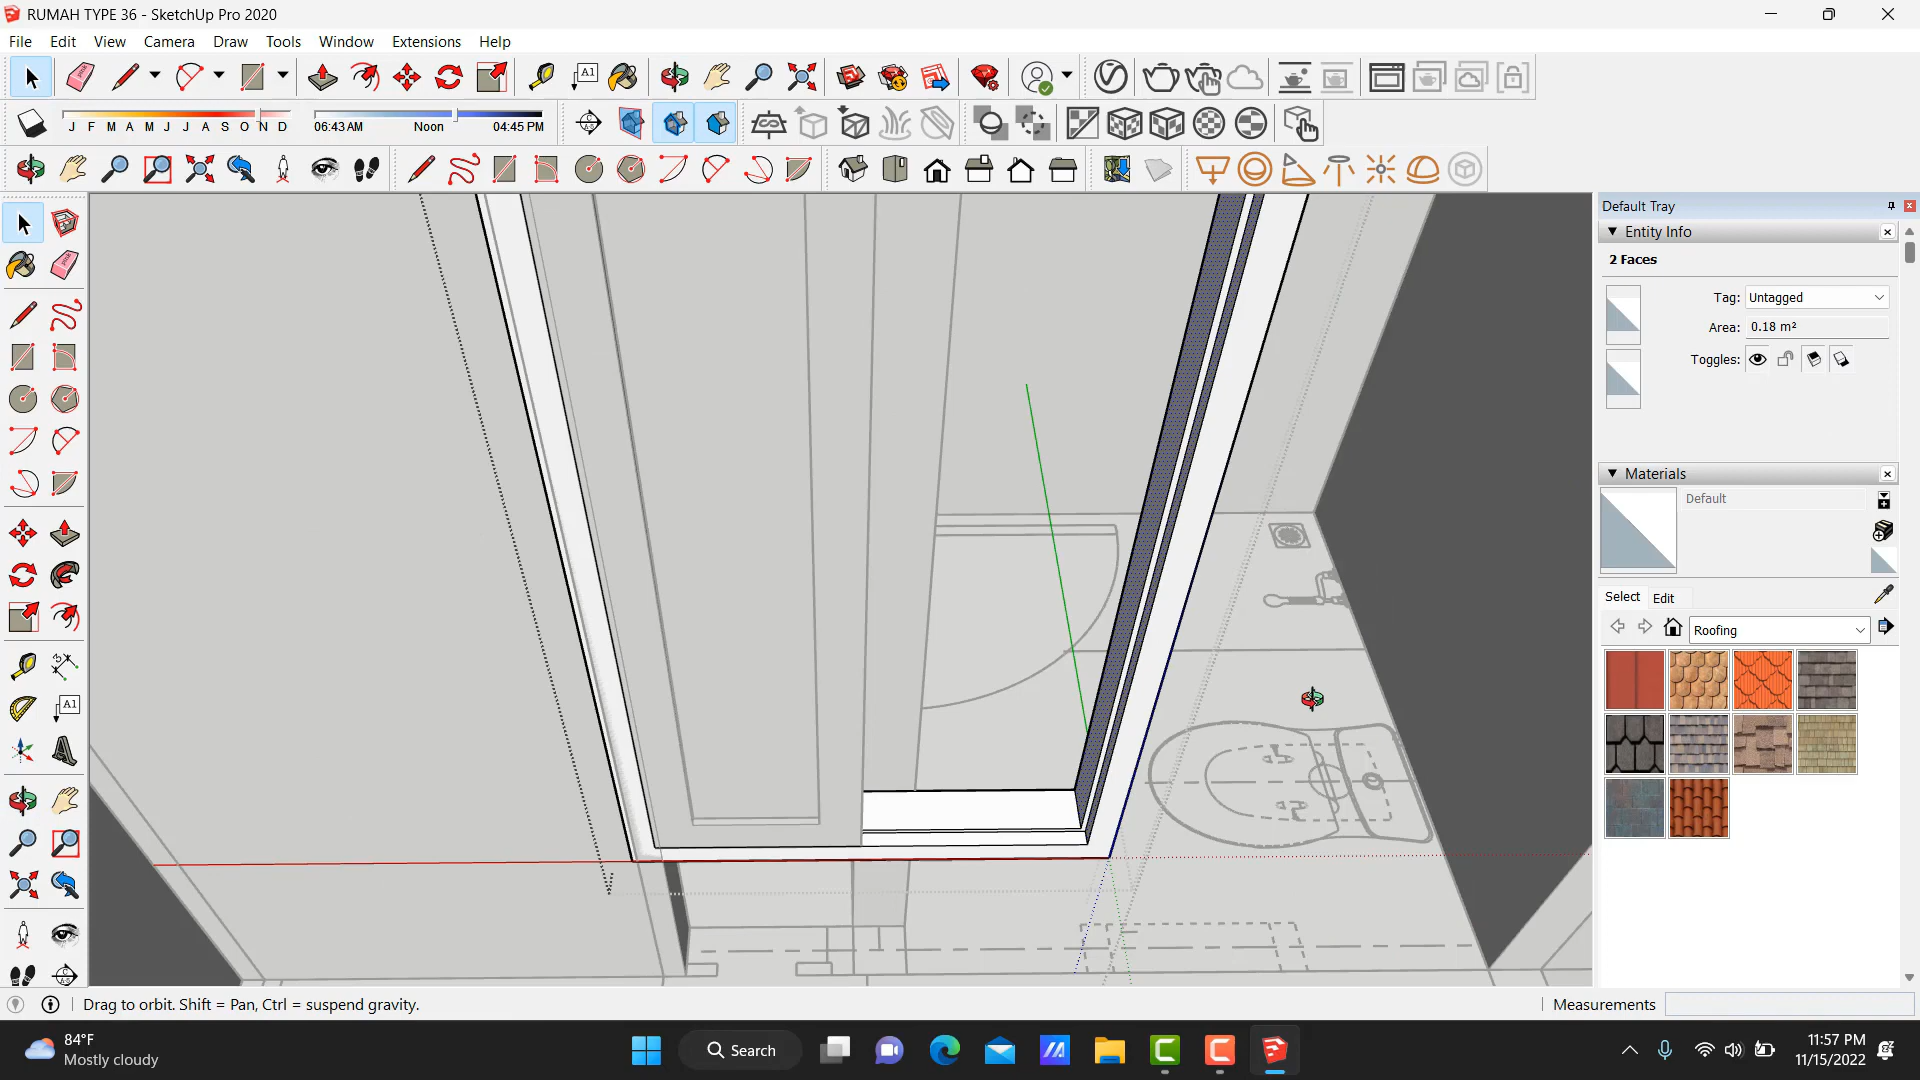 RUMAH TYPE 36 - SketchUp Pro 2020
File Edit View Camera Draw Tools Window Extensions Help
A1
J F M A M J J A S O N D 06:43 AM Noon 04:45 PM
Default Tray
Entity Info
2 Faces
Tag: Untagged
Area: 0.18 m²
Toggles:
Materials
Default
Select Edit
Roofing
A1
Drag to orbit. Shift = Pan, Ctrl = suspend gravity.
Measurements
84°F
Mostly cloudy
Search
11:57 PM
11/15/2022